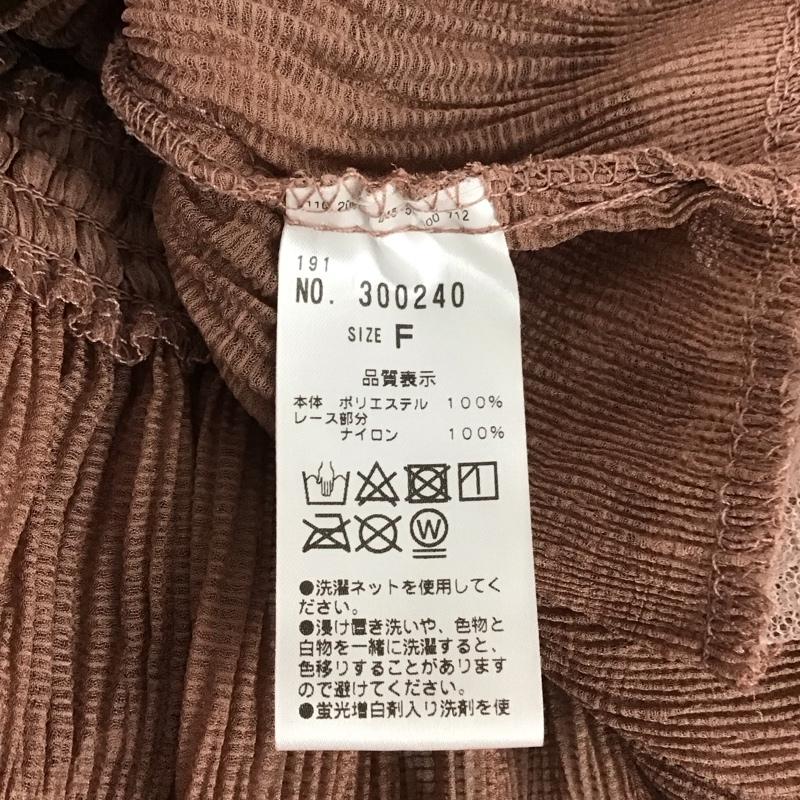 191
NO. 300240
SIZE F
品質表示
本体 ポリエステル 100%
レース部分
ナイロン 100%
W
●洗濯ネットを使用してく
ださい。
●浸け置き洗いや、色物と
白物を一緒に洗濯すると、
色移りすることがあります
ので避けてください。
●蛍光増白剤入り洗剤を使